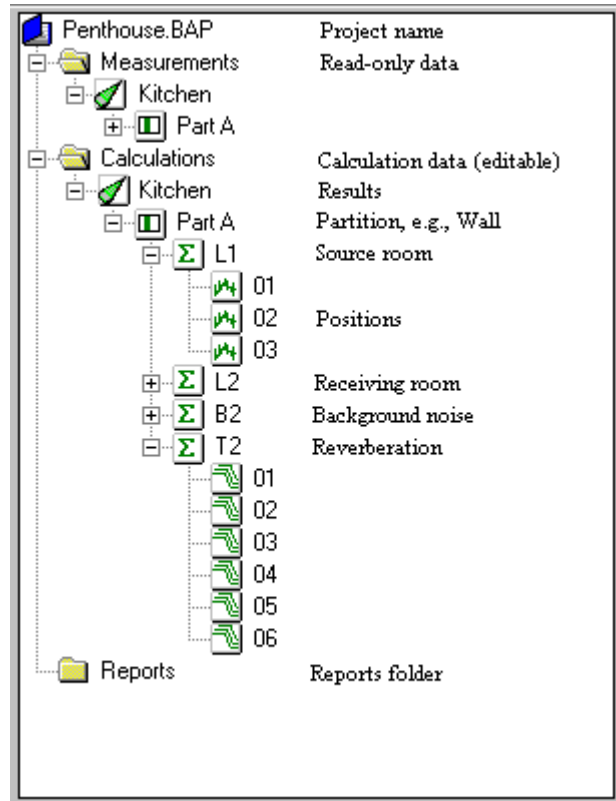 Penthouse.BAP Project name
Measurements Read-only data
Kitchen
Part A
Calculations Calculation data (editable)
Kitchen Results
Part A Partition, e.g., Wall
L1 Source room
01
02 Positions
03
L2 Receiving room
B2 Background noise
T2 Reverberation
01
02
03
04
05
06
Reports Reports folder